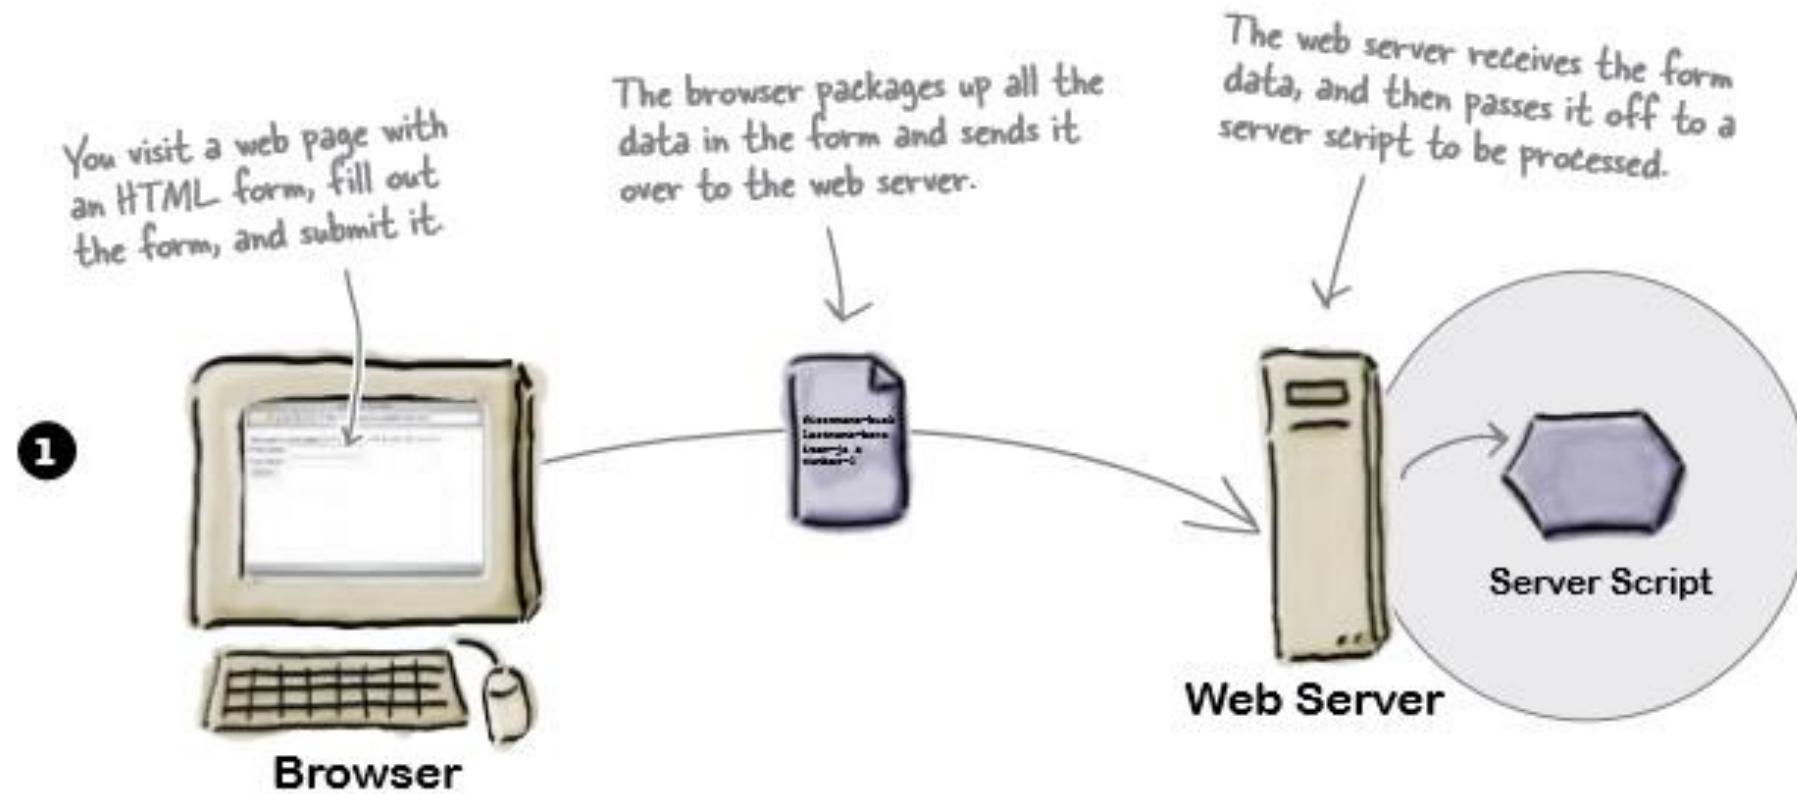 You visit a web page with
an HTML form, fill out
the form, and submit it.
The browser packages up all the
data in the form and sends it
over to the web server.
The web server receives the form
data, and then passes it off to a
server script to be processed.
1
Server Script
Web Server
Browser